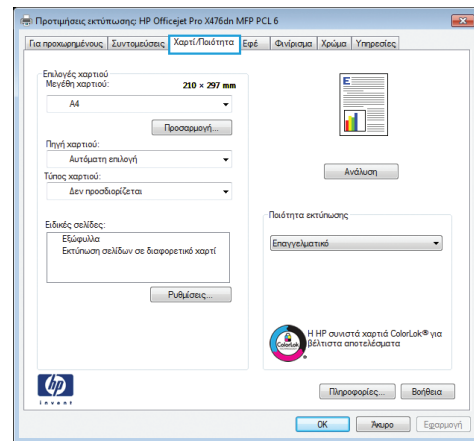 Προτιμήσεις εκτύπωσης: HP Officejet Pro X476dn MFP PCL 6
Για προχωρημένους Συντομεύσεις Χαρτί/Ποιότητα Εφέ Φινίρισμα Χρώμα Υπηρεσίες
Επιλογές χαρτιού
Μεγέθη χαρτιού: 210 × 297 mm
A4
Προσαρμογή...
Πηγή χαρτιού:
Αυτόματη επιλογή
Τύπος χαρτιού:
Δεν προσδιορίζεται
Ειδικές σελίδες:
Εξώφυλλα
Εκτύπωση σελίδων σε διαφορετικό χαρτί
Ρυθμίσεις...
E
Ανάλυση
Ποιότητα εκτύπωσης
Επαγγελματικό
ColorLok
Η HP συνιστά χαρτιά ColorLok® για
βέλτιστα αποτελέσματα
hp
invent
Πληροφορίες... Βοήθεια
OK Άκυρο Εφαρμογή